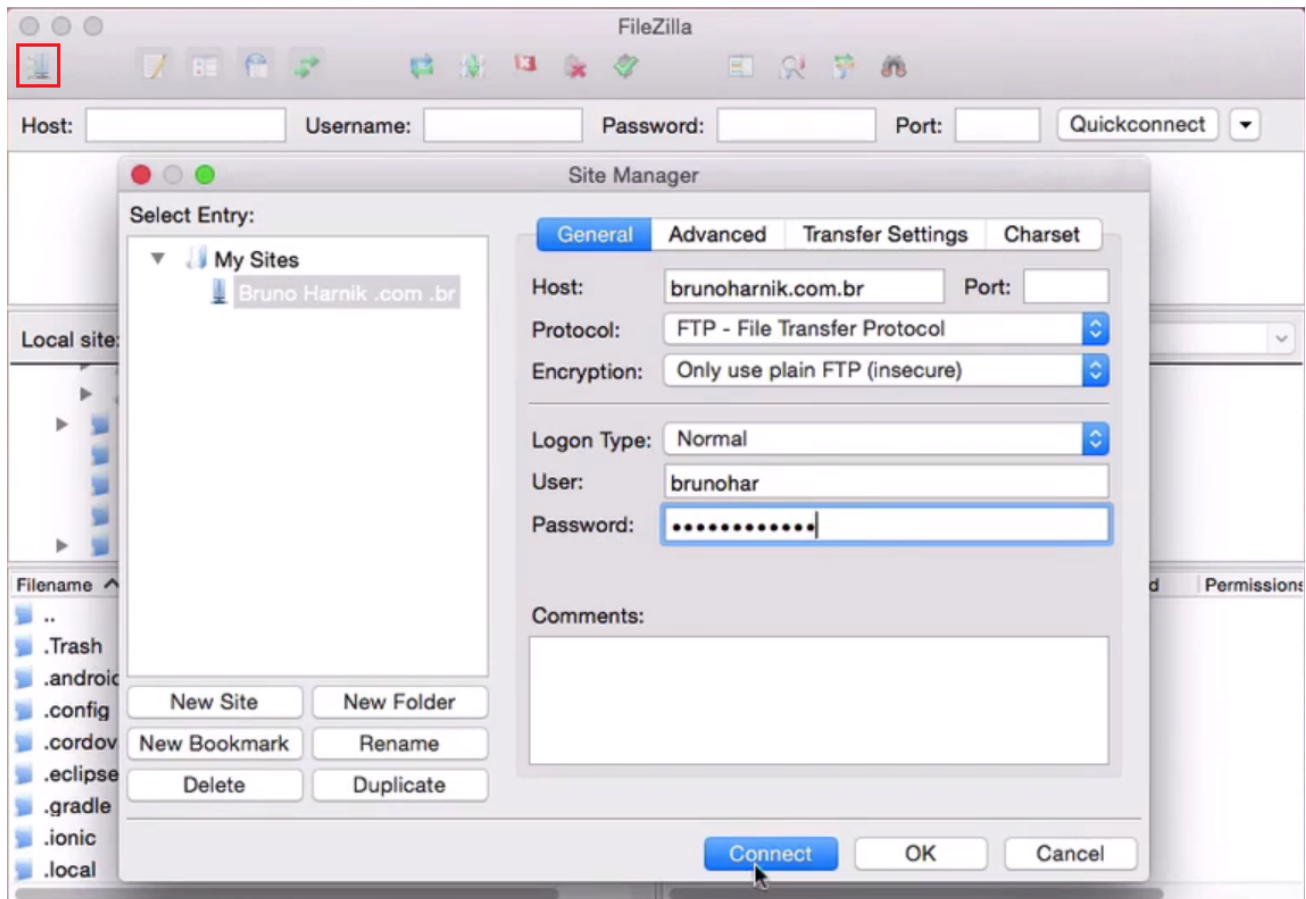 FileZilla
Host: Username: Password: Port: Quickconnect
Site Manager
Select Entry:
My Sites
Bruno Harnik .com .br
General Advanced Transfer Settings Charset
Host: brunoharnik.com.br Port:
Protocol: FTP - File Transfer Protocol
Encryption: Only use plain FTP (insecure)
Logon Type: Normal
User: brunohar
Password: ••••••••••••
Comments:
New Site New Folder
New Bookmark Rename
Delete Duplicate
Connect OK Cancel
Local site:
Filename
..
.Trash
.android
.config
.cordov
.eclipse
.gradle
.ionic
.local
d Permissions